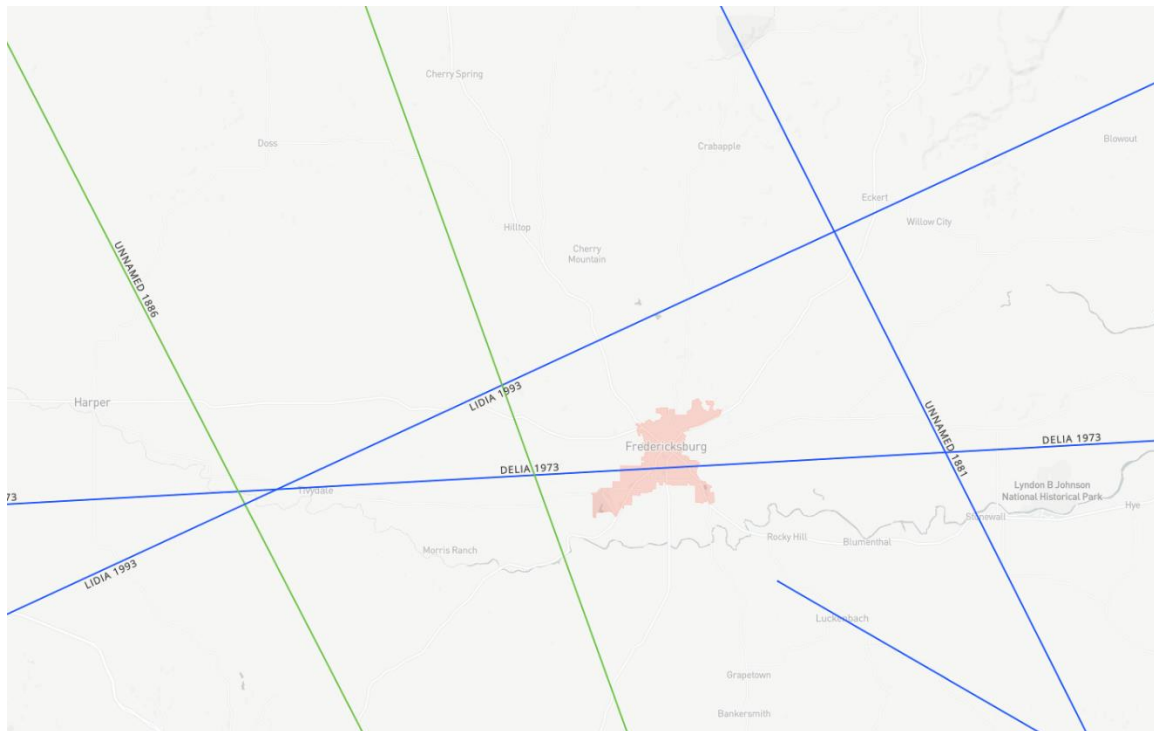 Cherry Spring
Doss
Crabapple
Blowout
Eckert
Willow City
Hilltop
Cherry
Mountain
UNNAMED 1886
LIDIA 1993
Harper
UNNAMED 1881
Fredericksburg
DELIA 1973
DELIA 1973
73
Tivydale
Lyndon B Johnson
National Historical Park
Hye
Stonewall
Rocky Hill
Blumenthal
Morris Ranch
LIDIA 1993
Luckenbach
Grapetown
Bankersmith